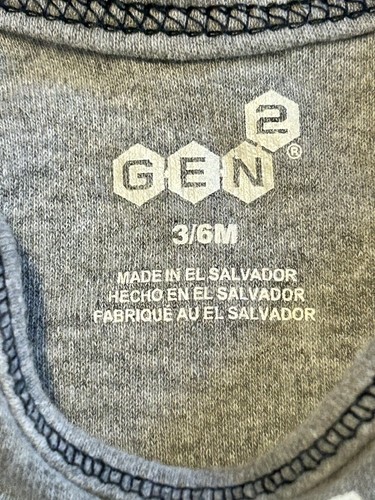 GEN2®
3/6M
MADE IN EL SALVADOR
HECHO EN EL SALVADOR
FABRIQUE AU EL SALVADOR